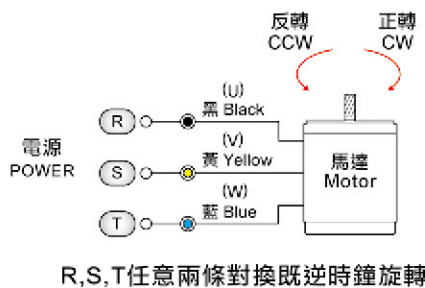 反轉 正轉
CCW CW
(U)
R 黑 Black
電源 (V)
POWER S 黃 Yellow 馬達
Motor
(W)
T 藍 Blue
R,S,T任意兩條對換既逆時鐘旋轉